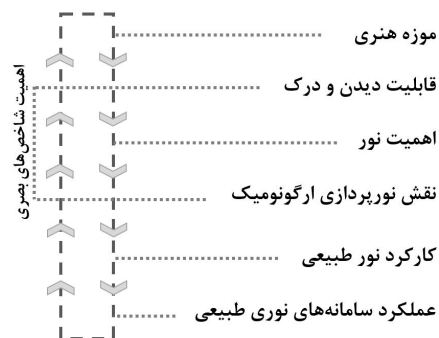 موزه هنری
قابلیت دیدن و درک
اهمیت نور
نقش نورپردازی ارگونومیک
کارکرد نور طبیعی
عملکرد سامانه‌های نوری طبیعی
اهمیت شاخص‌های بصری